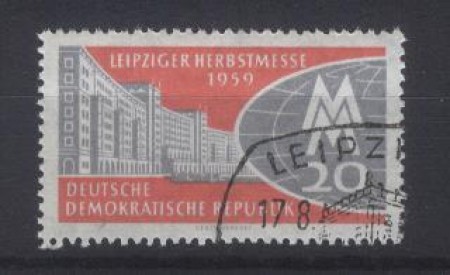 LEIPZIGER HERBSTMESSE
1959
MM
LEIPZ
20
DEUTSCHE
DEMOKRATISCHE REPUBLIK
17.8.